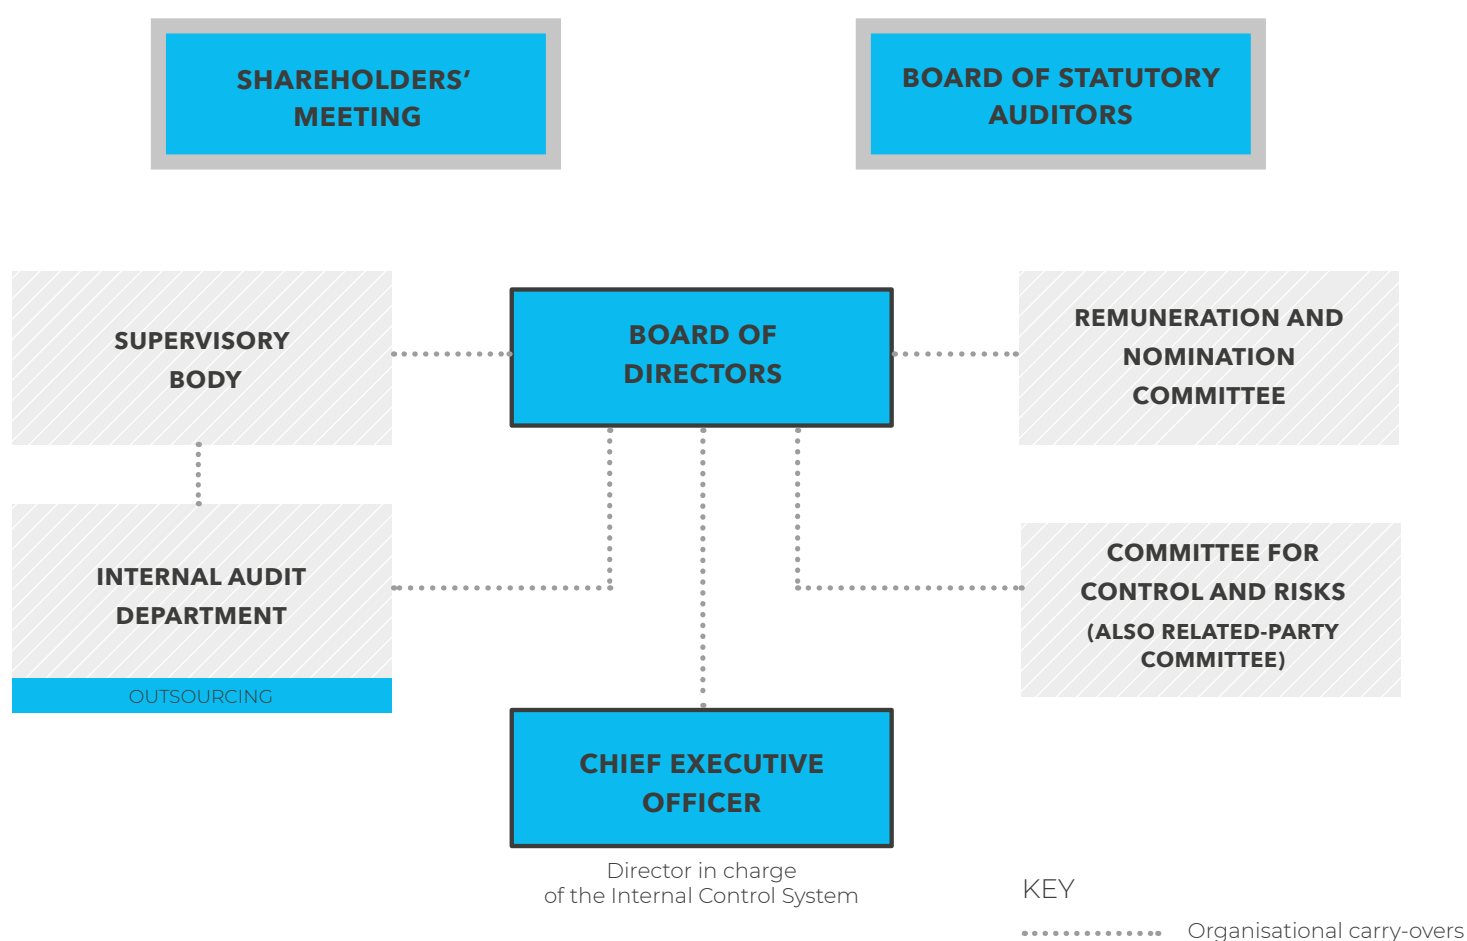 SHAREHOLDERS’
MEETING
BOARD OF STATUTORY
AUDITORS
SUPERVISORY
BODY
BOARD OF
DIRECTORS
REMUNERATION AND
NOMINATION
COMMITTEE
INTERNAL AUDIT
DEPARTMENT
OUTSOURCING
COMMITTEE FOR
CONTROL AND RISKS
(ALSO RELATED-PARTY
COMMITTEE)
CHIEF EXECUTIVE
OFFICER
Director in charge
of the Internal Control System
KEY
Organisational carry-overs